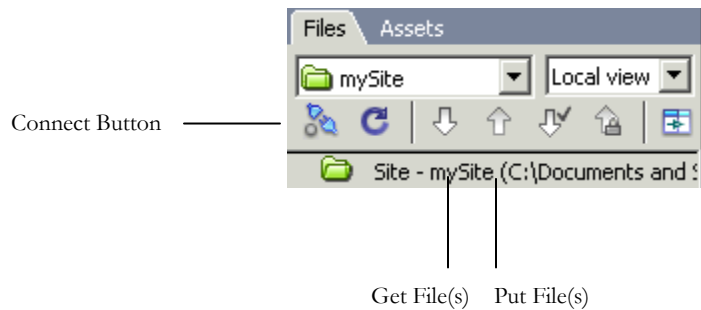 Files Assets
mySite Local view
Connect Button
Site - mySite (C:\Documents and
Get File(s) Put File(s)